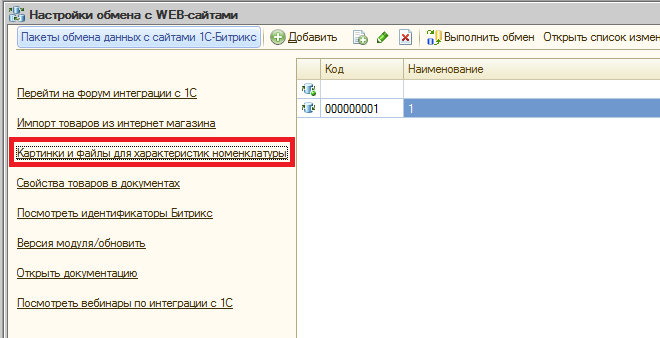 Настройки обмена с WEB-сайтами
Пакеты обмена данных с сайтами 1С-Битрикс Добавить Выполнить обмен Открыть список измен
Код Наименование
Перейти на форум интеграции с 1С
000000001 1
Импорт товаров из интернет магазина
Картинки и файлы для характеристик номенклатуры
Свойства товаров в документах
Посмотреть идентификаторы Битрикс
Версия модуля/обновить
Открыть документацию
Посмотреть вебинары по интеграции с 1С